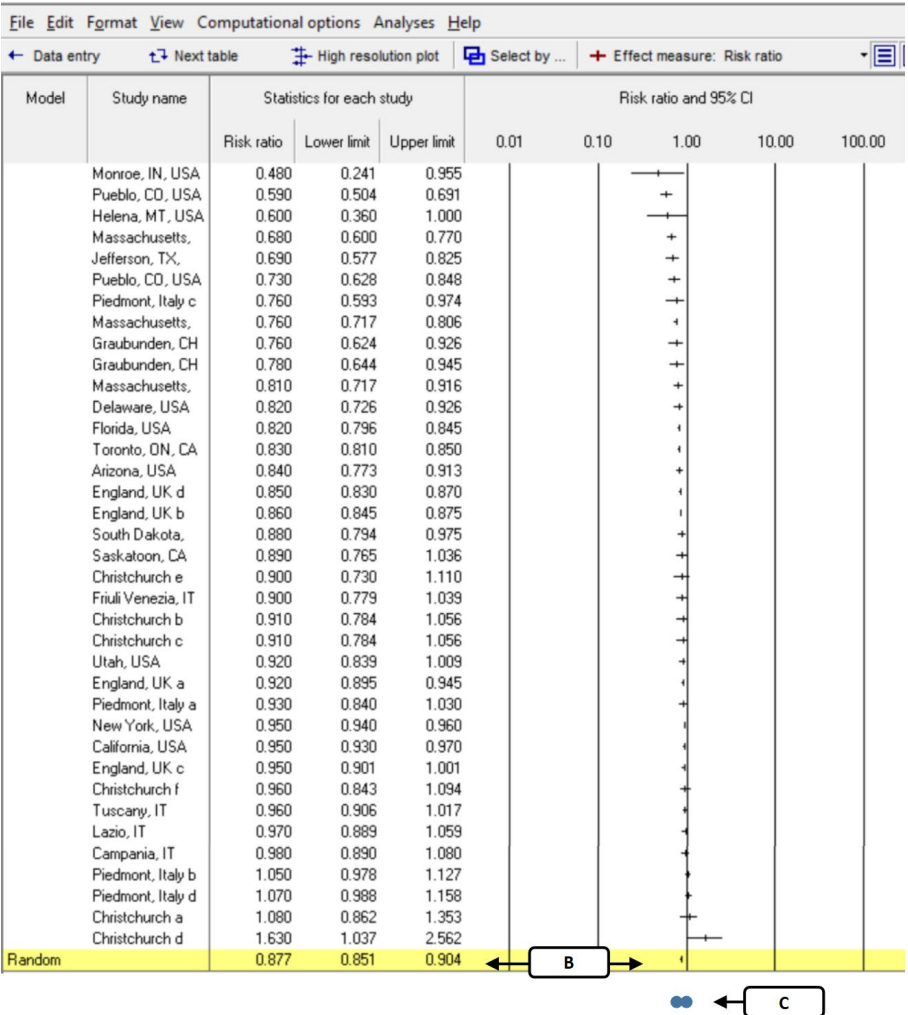 File Edit Format View Computational options Analyses Help
Data entry Next table High resolution plot Select by ... Effect measure: Risk ratio
Model Study name Statistics for each study Risk ratio and 95% CI
Risk ratio Lower limit Upper limit 0.01 0.10 1.00 10.00 100.00
Monroe, IN, USA 0.480 0.241 0.955
Pueblo, CO, USA 0.590 0.504 0.691
Helena, MT, USA 0.600 0.360 1.000
Massachusetts, 0.680 0.600 0.770
Jefferson, TX, 0.690 0.577 0.825
Pueblo, CO, USA 0.730 0.628 0.848
Piedmont, Italy c 0.760 0.593 0.974
Massachusetts, 0.760 0.717 0.806
Graubunden, CH 0.760 0.624 0.926
Graubunden, CH 0.780 0.644 0.945
Massachusetts, 0.810 0.717 0.916
Delaware, USA 0.820 0.726 0.926
Florida, USA 0.820 0.796 0.845
Toronto, ON, CA 0.830 0.810 0.850
Arizona, USA 0.840 0.773 0.913
England, UK d 0.850 0.830 0.870
England, UK b 0.860 0.845 0.875
South Dakota, 0.880 0.794 0.975
Saskatoon, CA 0.890 0.765 1.036
Christchurch e 0.900 0.730 1.110
Friuli Venezia, IT 0.900 0.779 1.039
Christchurch b 0.910 0.784 1.056
Christchurch c 0.910 0.784 1.056
Utah, USA 0.920 0.839 1.009
England, UK a 0.920 0.895 0.945
Piedmont, Italy a 0.930 0.840 1.030
New York, USA 0.950 0.940 0.960
California, USA 0.950 0.930 0.970
England, UK c 0.950 0.901 1.001
Christchurch f 0.960 0.843 1.094
Tuscany, IT 0.960 0.906 1.017
Lazio, IT 0.970 0.889 1.059
Campania, IT 0.980 0.890 1.080
Piedmont, Italy b 1.050 0.978 1.127
Piedmont, Italy d 1.070 0.988 1.158
Christchurch a 1.080 0.862 1.353
Christchurch d 1.630 1.037 2.562
Random 0.877 0.851 0.904 B
C